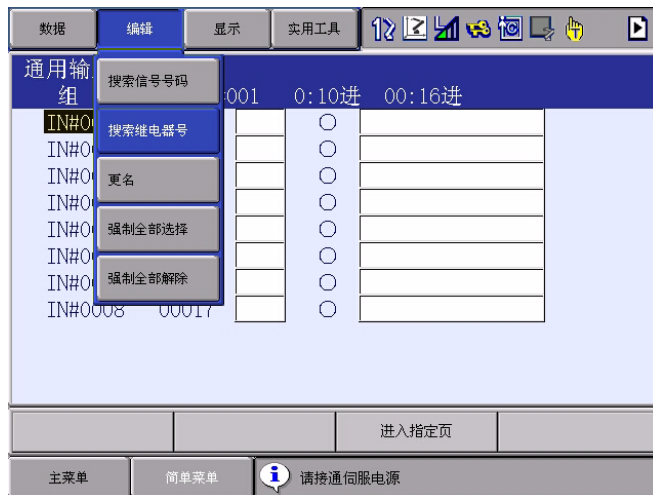 数据 编辑 显示 实用工具
通用输
组 :001 0:10进 00:16进
搜索信号号码
搜索继电器号
更名
强制全部选择
强制全部解除
IN#0
IN#0
IN#0
IN#0
IN#0
IN#0
IN#0
IN#0008 00017
进入指定页
主菜单 简单菜单 请接通伺服电源